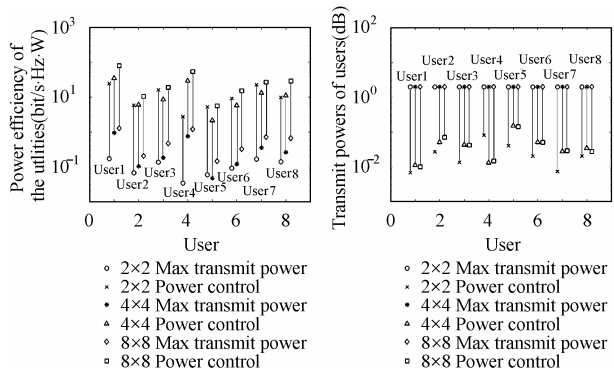 Power efficiency of
the utlities(bit/s·Hz·W)
10³
10¹
10⁻¹
User1
User2
User3
User4
User5
User6
User7
User8
0
2
4
6
8
User
○ 2×2 Max transmit power
× 2×2 Power control
* 4×4 Max transmit power
△ 4×4 Power control
◇ 8×8 Max transmit power
□ 8×8 Power control
Transmit powers of users(dB)
10²
10⁰
10⁻²
User1
User2
User3
User4
User5
User6
User7
User8
0
2
4
6
8
User
○ 2×2 Max transmit power
× 2×2 Power control
* 4×4 Max transmit power
△ 4×4 Power control
◇ 8×8 Max transmit power
□ 8×8 Power control